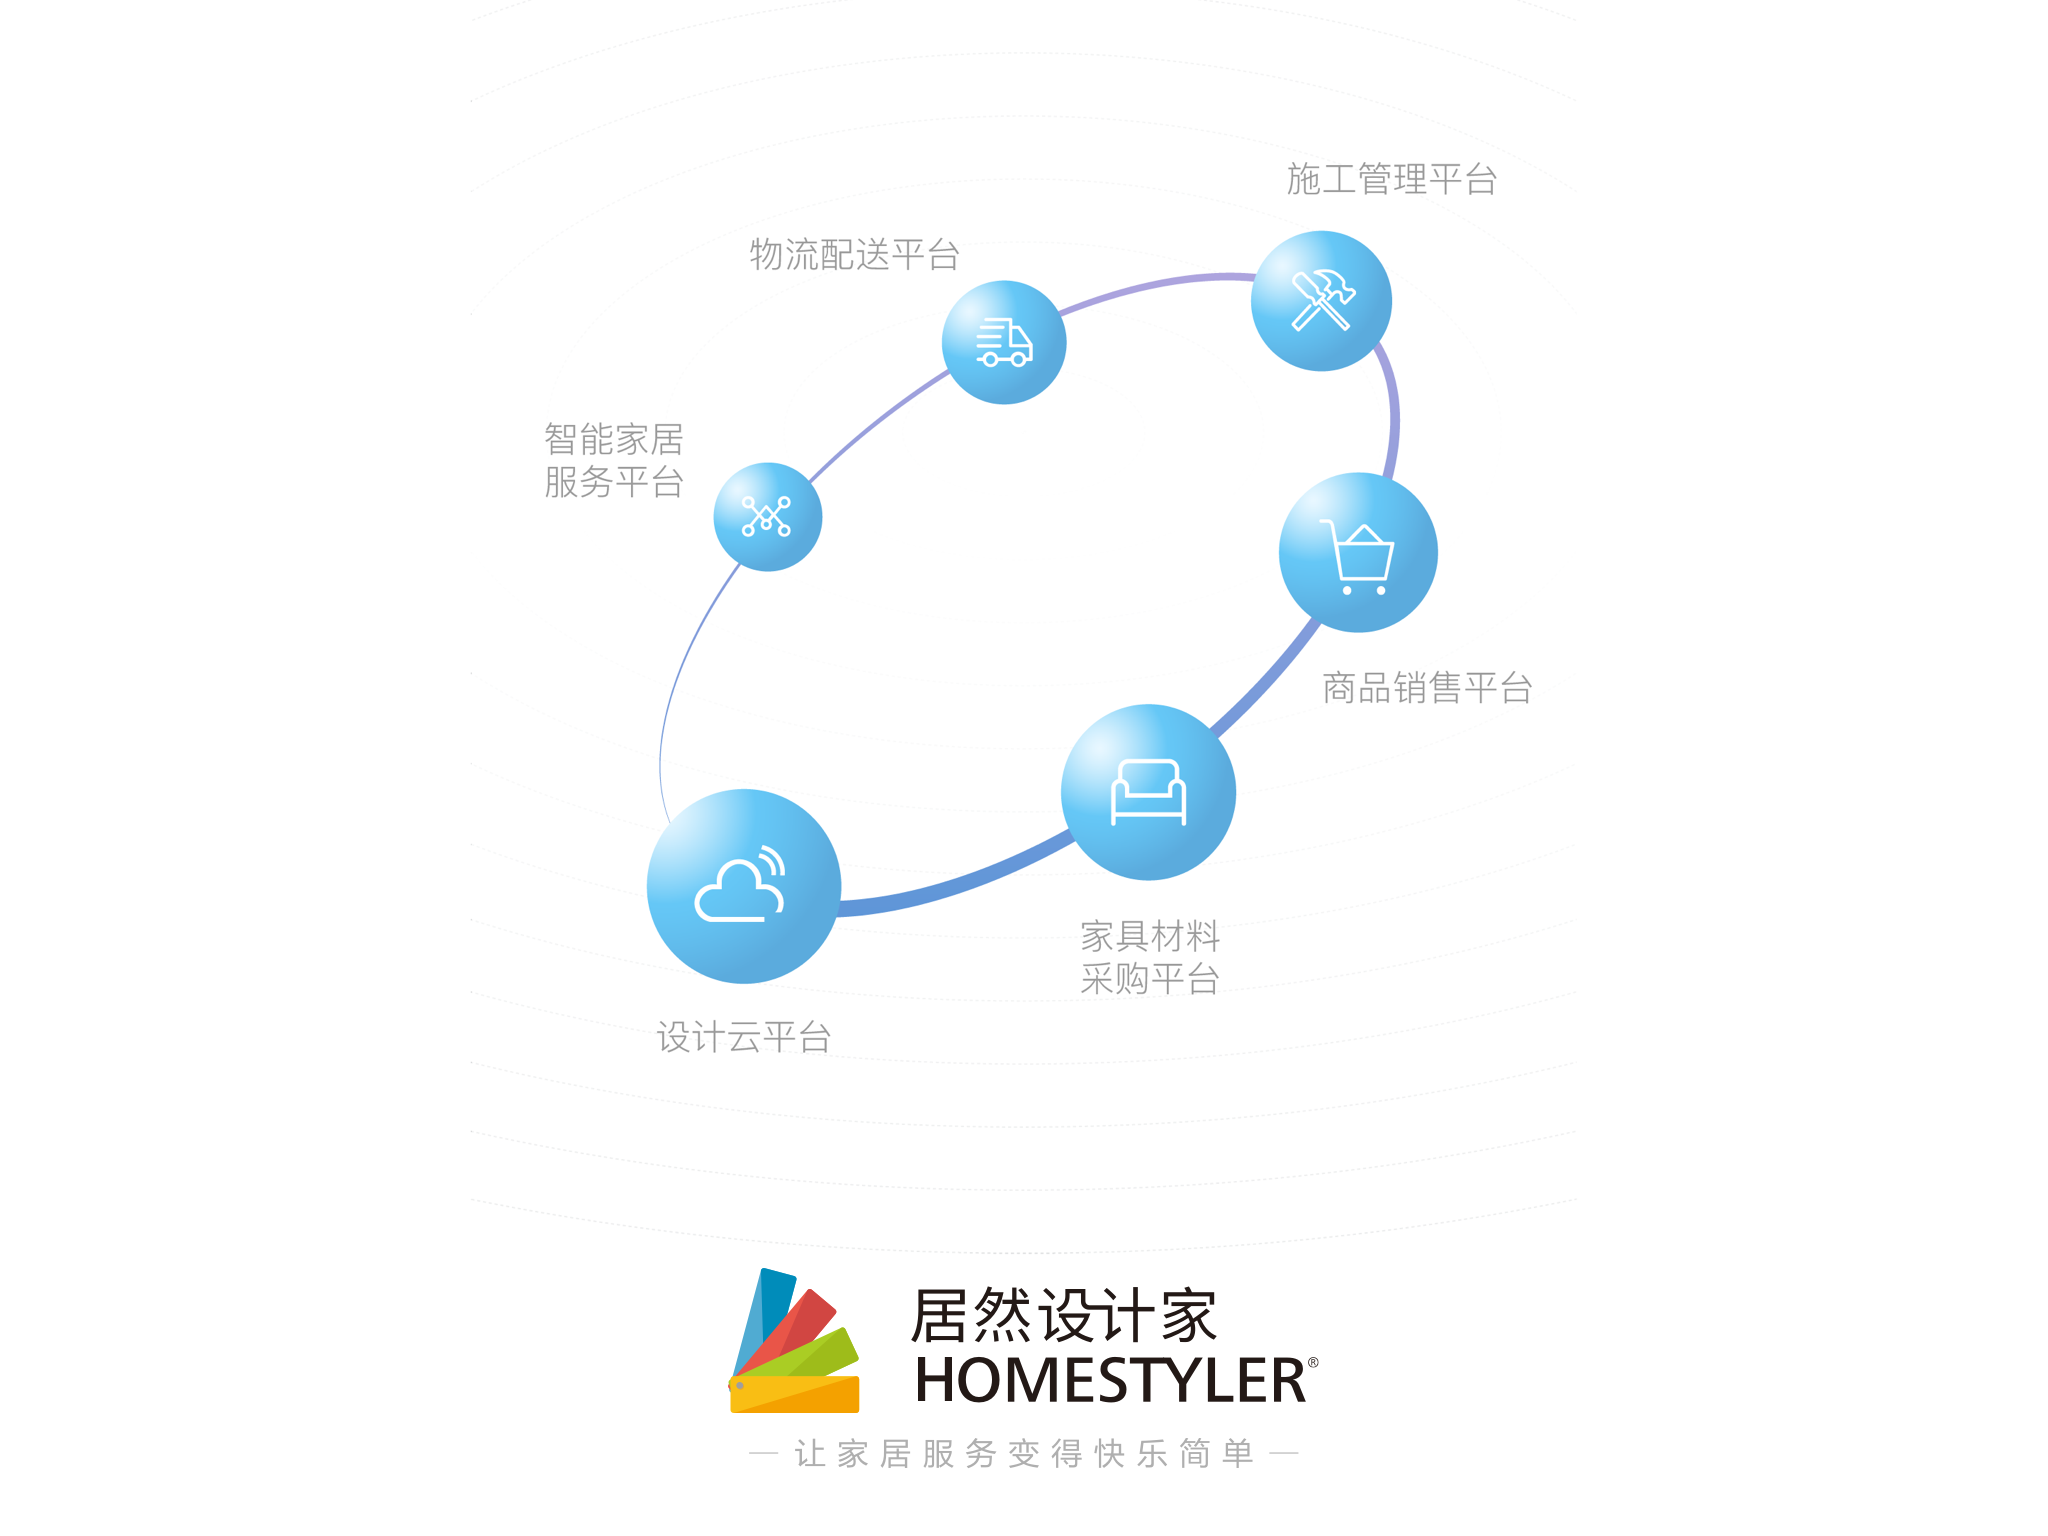 施工管理平台
物流配送平台
智能家居
服务平台
商品销售平台
家具材料
采购平台
设计云平台
居然设计家
HOMESTYLER®
— 让家居服务变得快乐简单 —